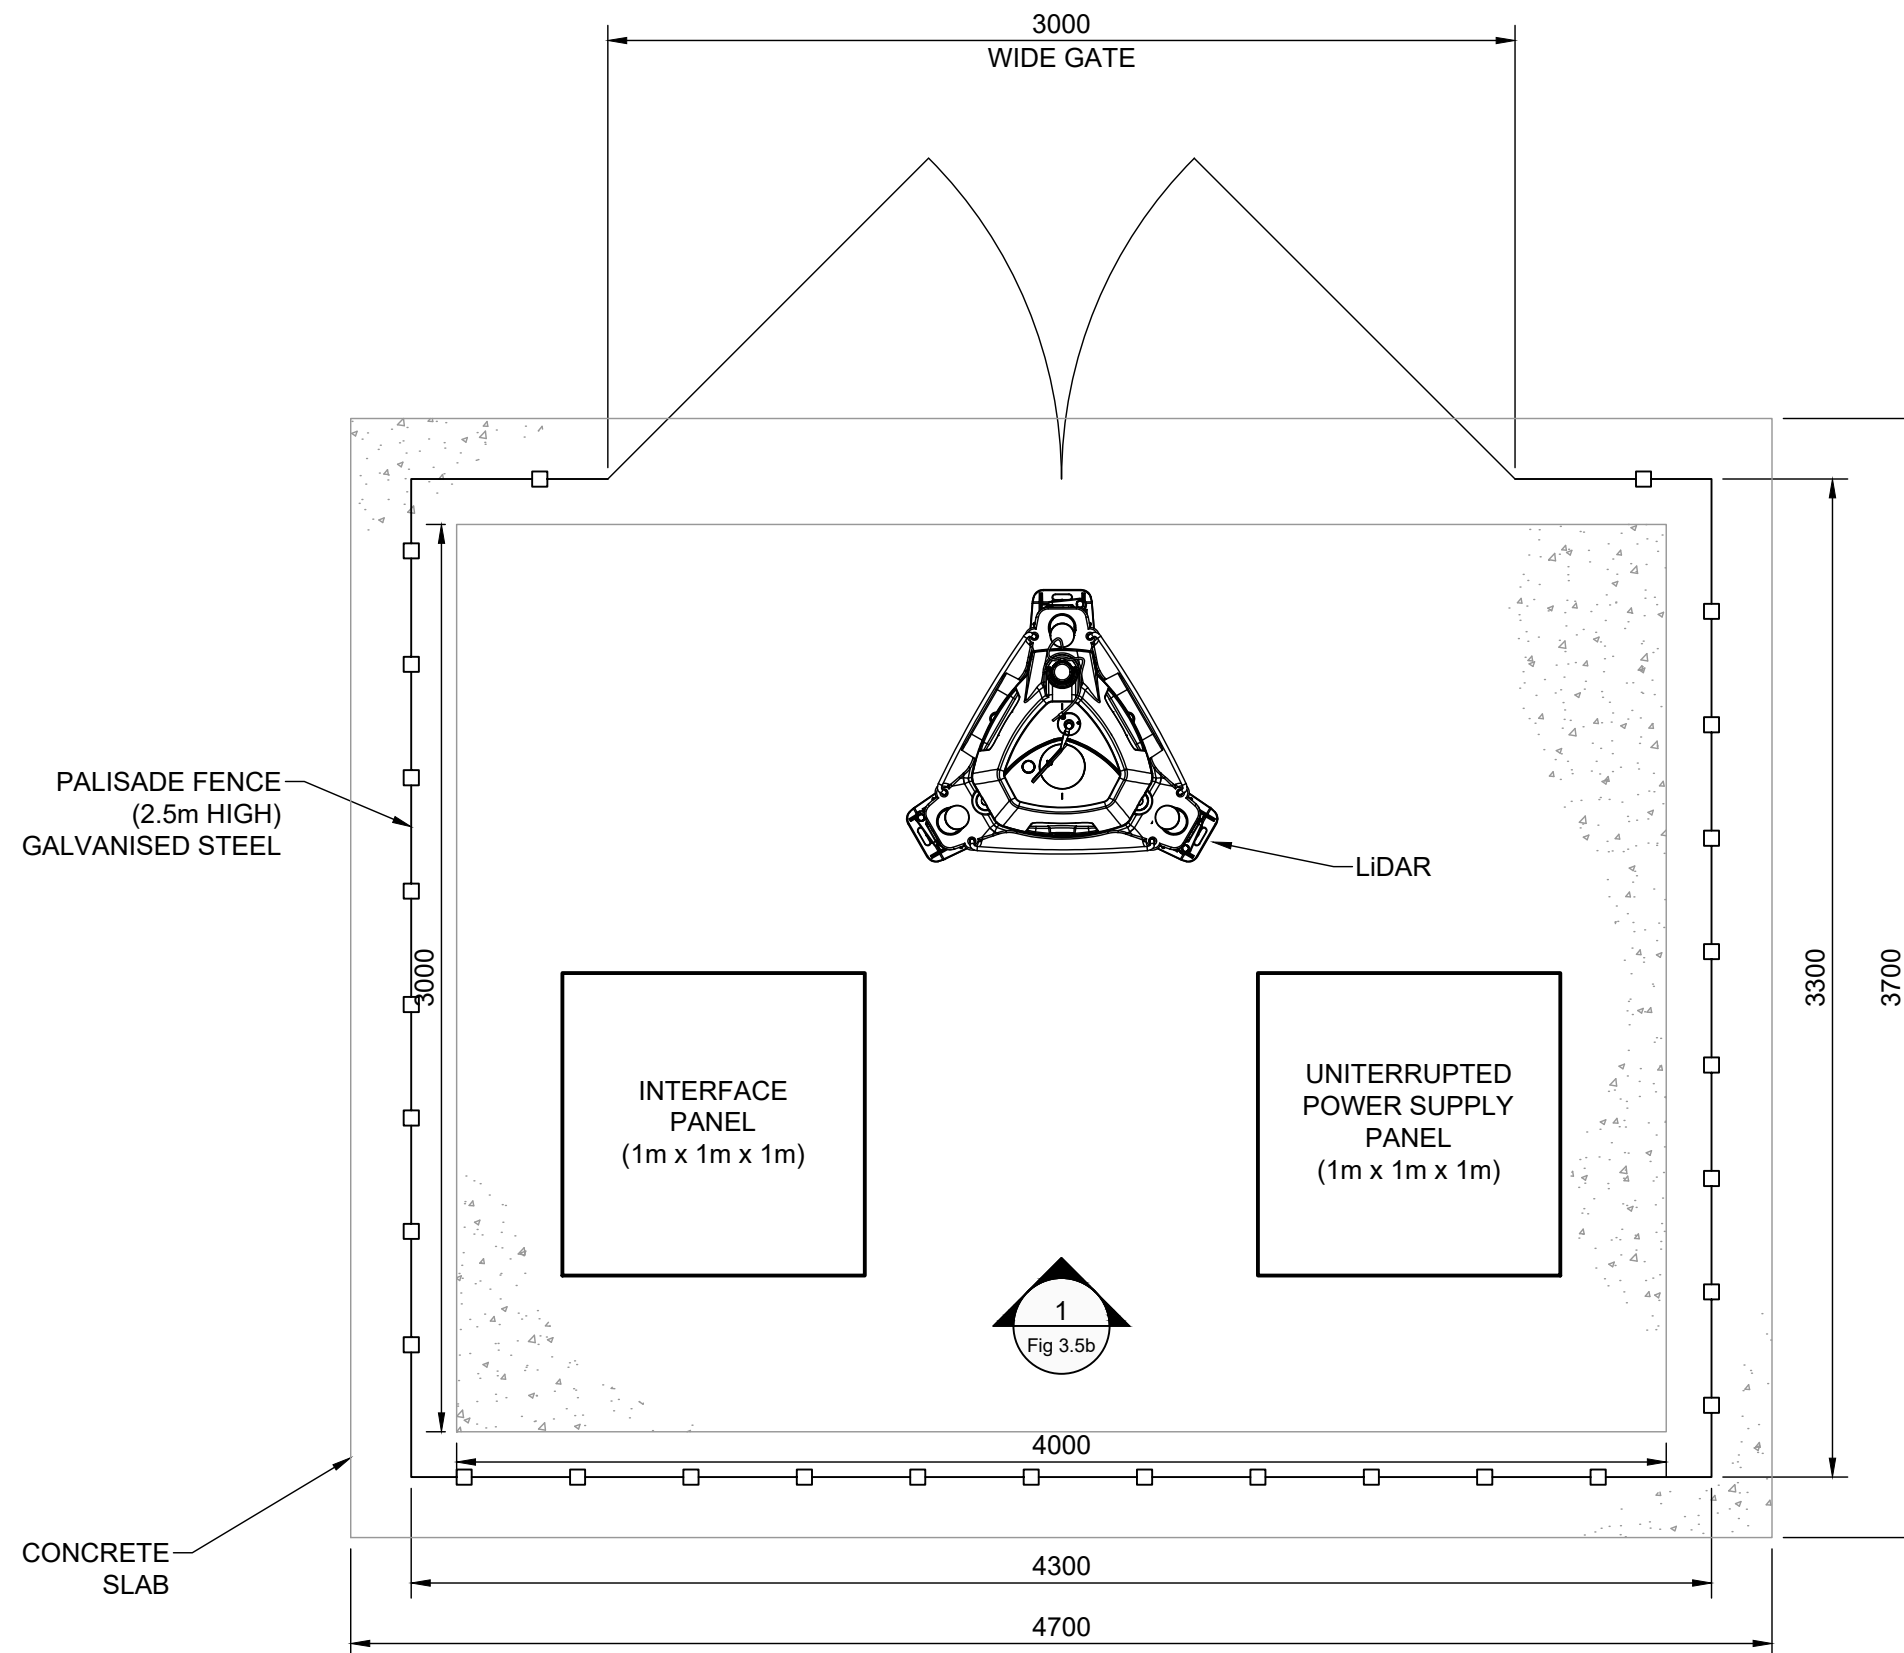 3000
WIDE GATE
PALISADE FENCE
(2.5m HIGH)
GALVANISED STEEL
LiDAR
3000
3300
3700
INTERFACE
PANEL
(1m x 1m x 1m)
UNITERRUPTED
POWER SUPPLY
PANEL
(1m x 1m x 1m)
1
Fig 3.5b
4000
CONCRETE
SLAB
4300
4700